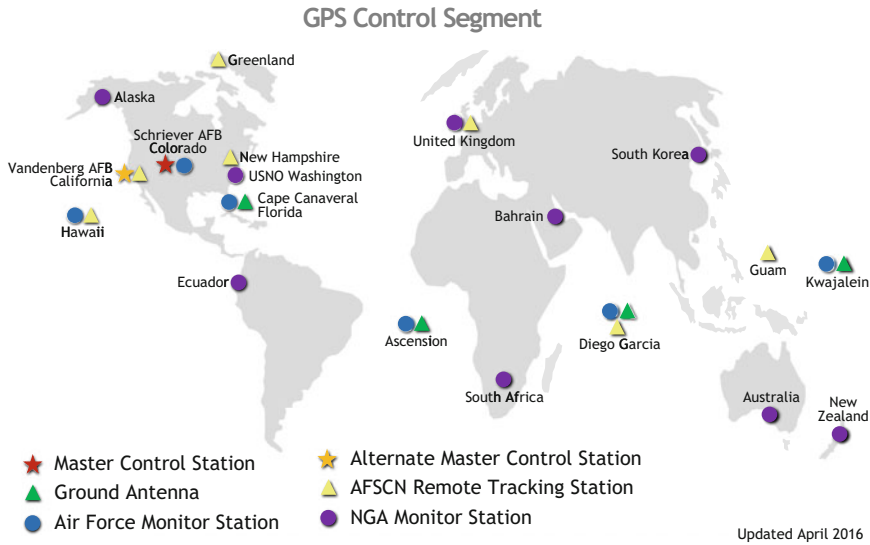 GPS Control Segment
Greenland
Alaska
Schriever AFB
Colorado
Vandenberg AFB
California
New Hampshire
USNO Washington
Cape Canaveral
Florida
Hawaii
Ecuador
United Kingdom
South Korea
Bahrain
Guam
Kwajalein
Ascension
Diego Garcia
South Africa
Australia
New
Zealand
Master Control Station
Ground Antenna
Air Force Monitor Station
Alternate Master Control Station
AFSCN Remote Tracking Station
NGA Monitor Station
Updated April 2016